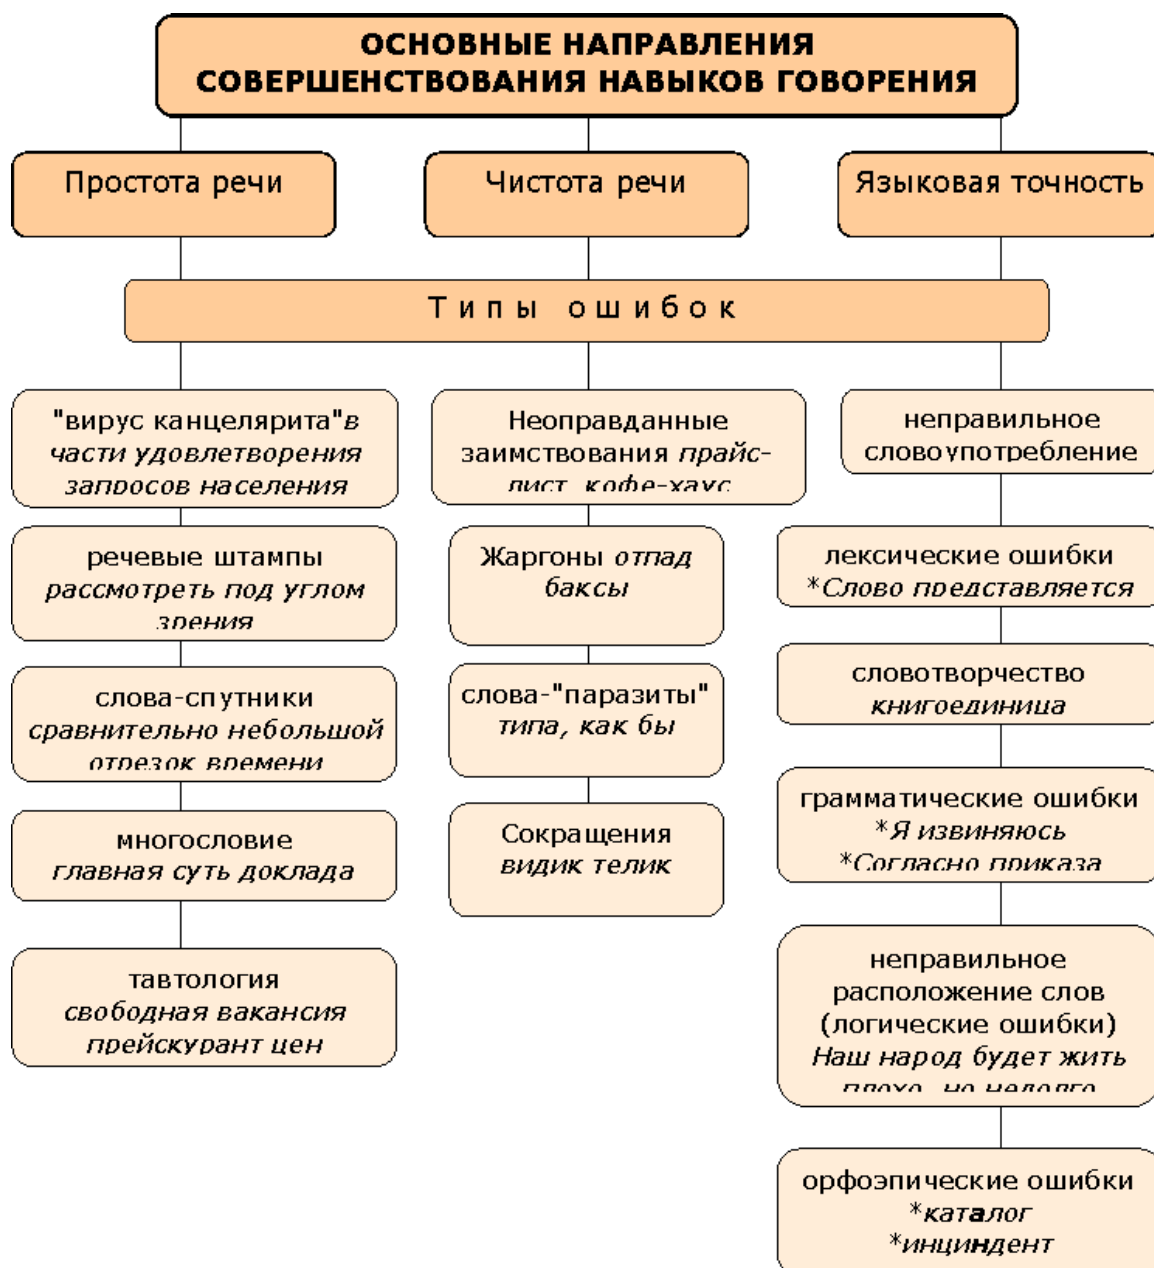 ОСНОВНЫЕ НАПРАВЛЕНИЯ
СОВЕРШЕНСТВОВАНИЯ НАВЫКОВ ГОВОРЕНИЯ
Простота речи
Чистота речи
Языковая точность
Типы ошибок
"вирус канцелярита"в
части удовлетворения
запросов населения
речевые штампы
рассмотреть под углом
зрения
слова-спутники
сравнительно небольшой
отрезок времени
многословие
главная суть доклада
тавтология
свободная вакансия
прейскурант цен
Неоправданные
заимствования прайс-
лист, кофе-хаус
Жаргоны отпад
баксы
слова-"паразиты"
типа, как бы
Сокращения
видик телик
неправильное
словоупотребление
лексические ошибки
*Слово представляется
словотворчество
книгоединица
грамматические ошибки
*Я извиняюсь
*Согласно приказа
неправильное
расположение слов
(логические ошибки)
Наш народ будет жить
плохо, но недолго
орфоэпические ошибки
*каталог
*инциндент